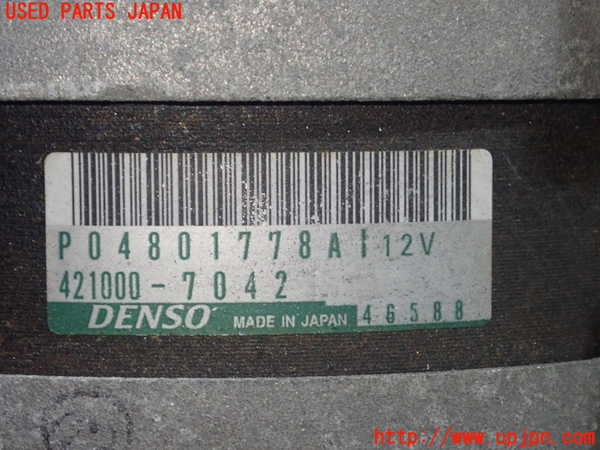 USED PARTS JAPAN
P04801778AI 12V
421000-7042
DENSO MADE IN JAPAN 46588
http://www.upjpn.com